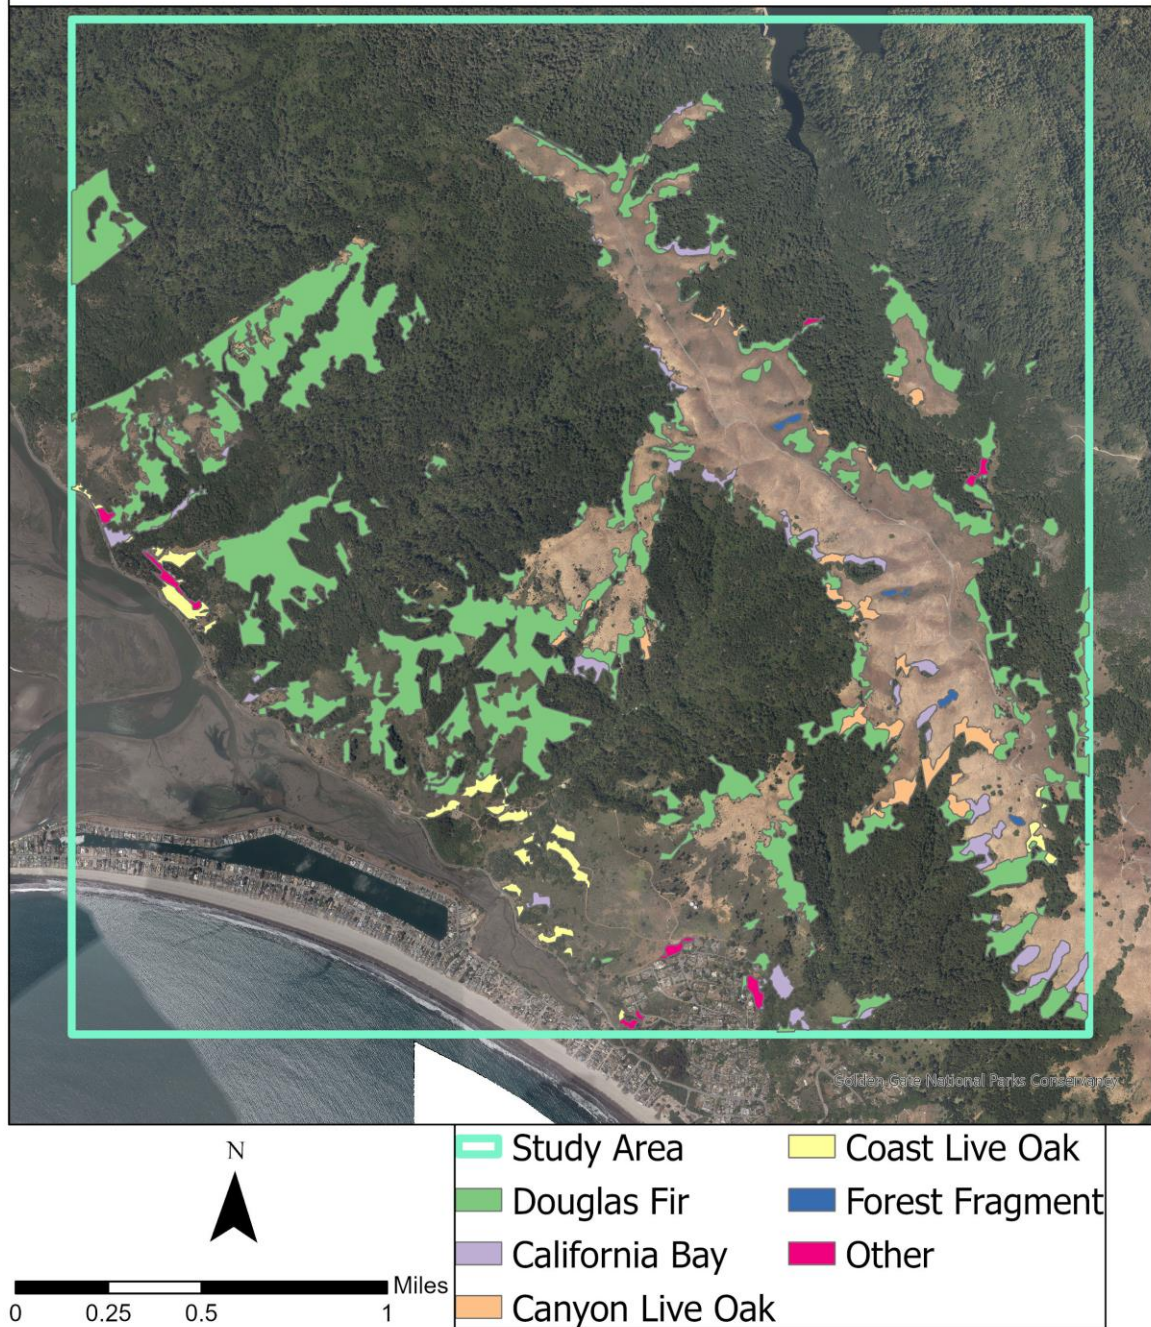 Golden Gate National Parks Conservancy
N
Miles
0 0.25 0.5 1
Study Area
Douglas Fir
California Bay
Canyon Live Oak
Coast Live Oak
Forest Fragment
Other